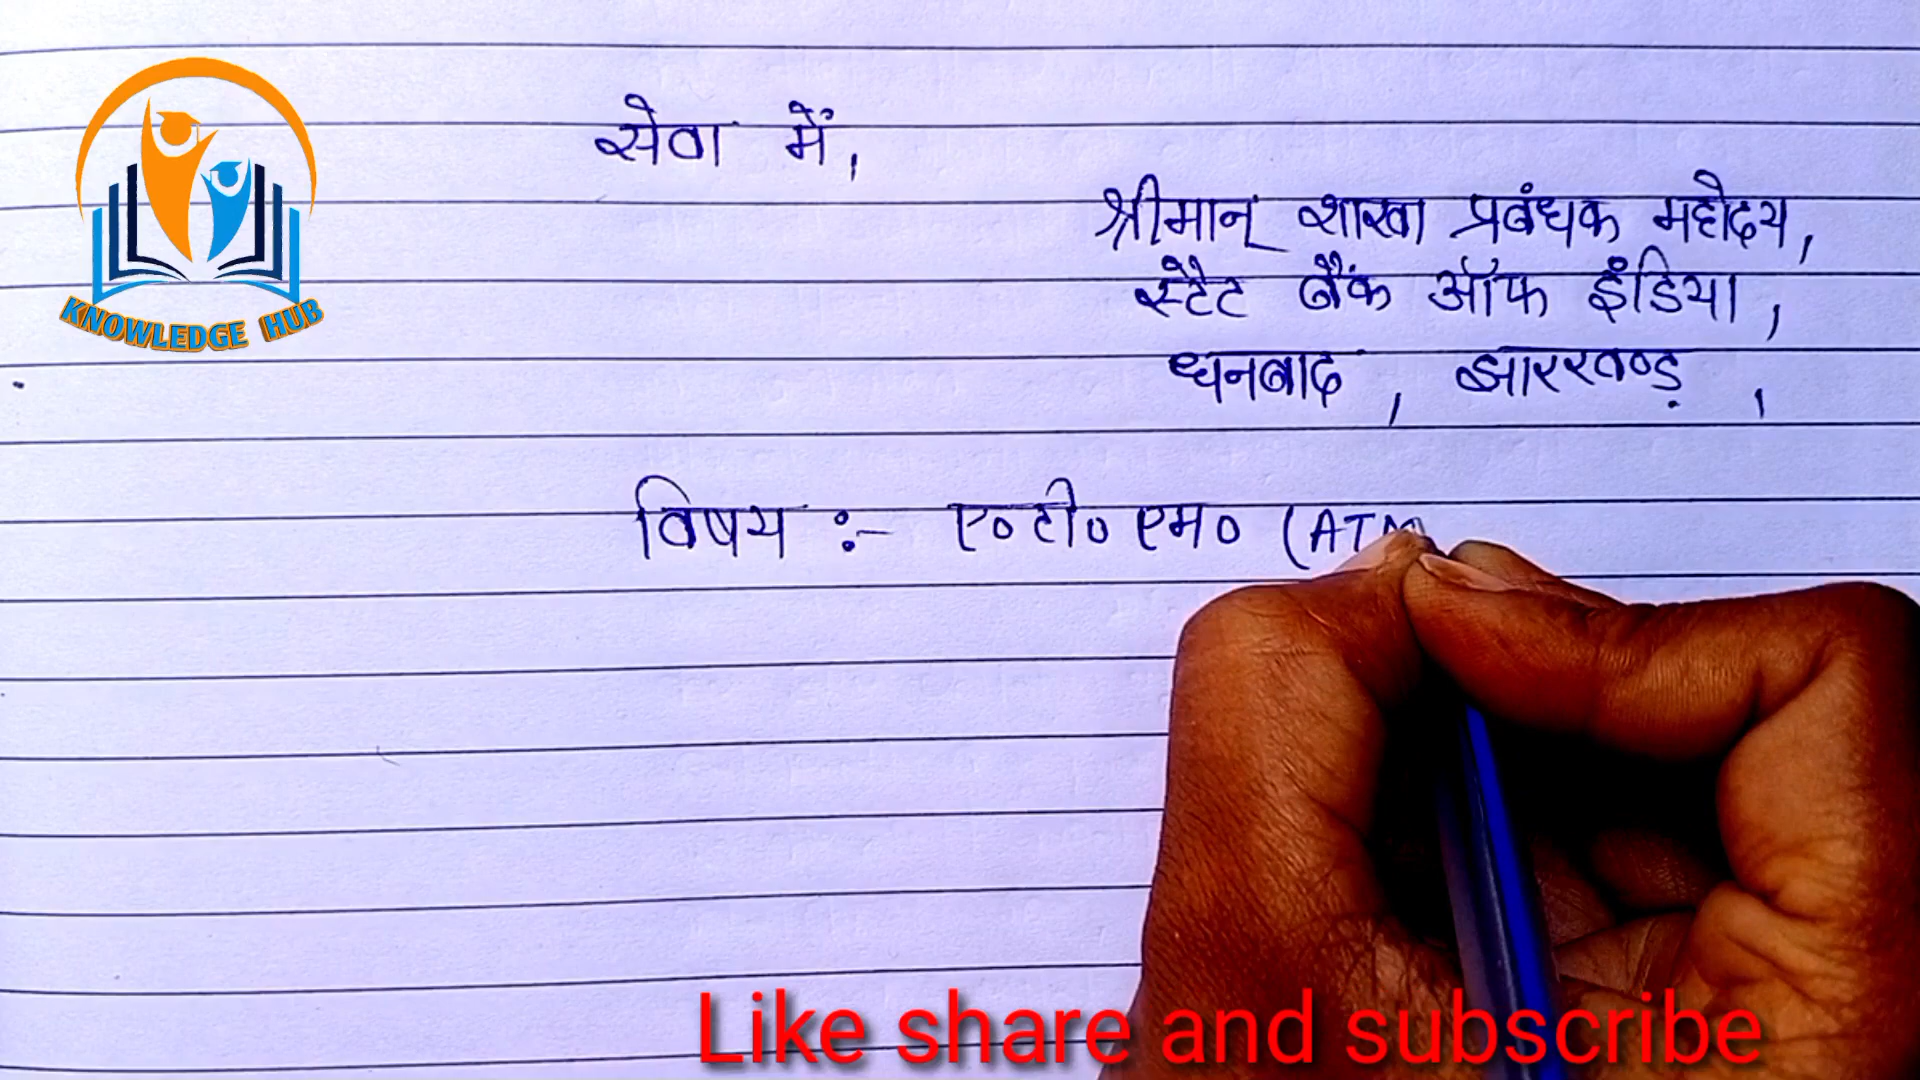 KNOWLEDGE HUB
सेवा में,
श्रीमान् शाखा प्रबंधक महोदय,
स्टेट बैंक ऑफ इंडिया,
धनबाद, झारखण्ड़,
विषय :- ए० टी० एम० (ATM
Like share and subscribe